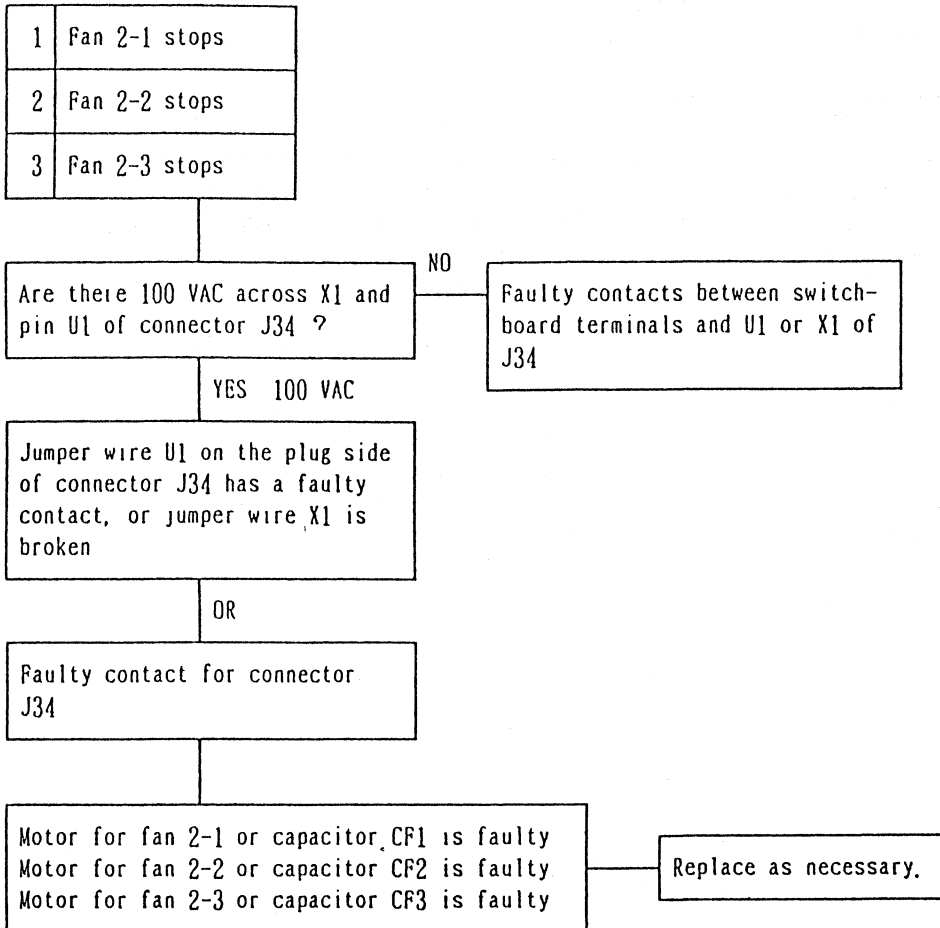 1 Fan 2-1 stops
2 Fan 2-2 stops
3 Fan 2-3 stops
Are there 100 VAC across X1 and
pin U1 of connector J34 ?
NO
Faulty contacts between switch-
board terminals and U1 or X1 of
J34
YES 100 VAC
Jumper wire U1 on the plug side
of connector J34 has a faulty
contact, or jumper wire X1 is
broken
OR
Faulty contact for connector
J34
Motor for fan 2-1 or capacitor CF1 is faulty
Motor for fan 2-2 or capacitor CF2 is faulty
Motor for fan 2-3 or capacitor CF3 is faulty
Replace as necessary.